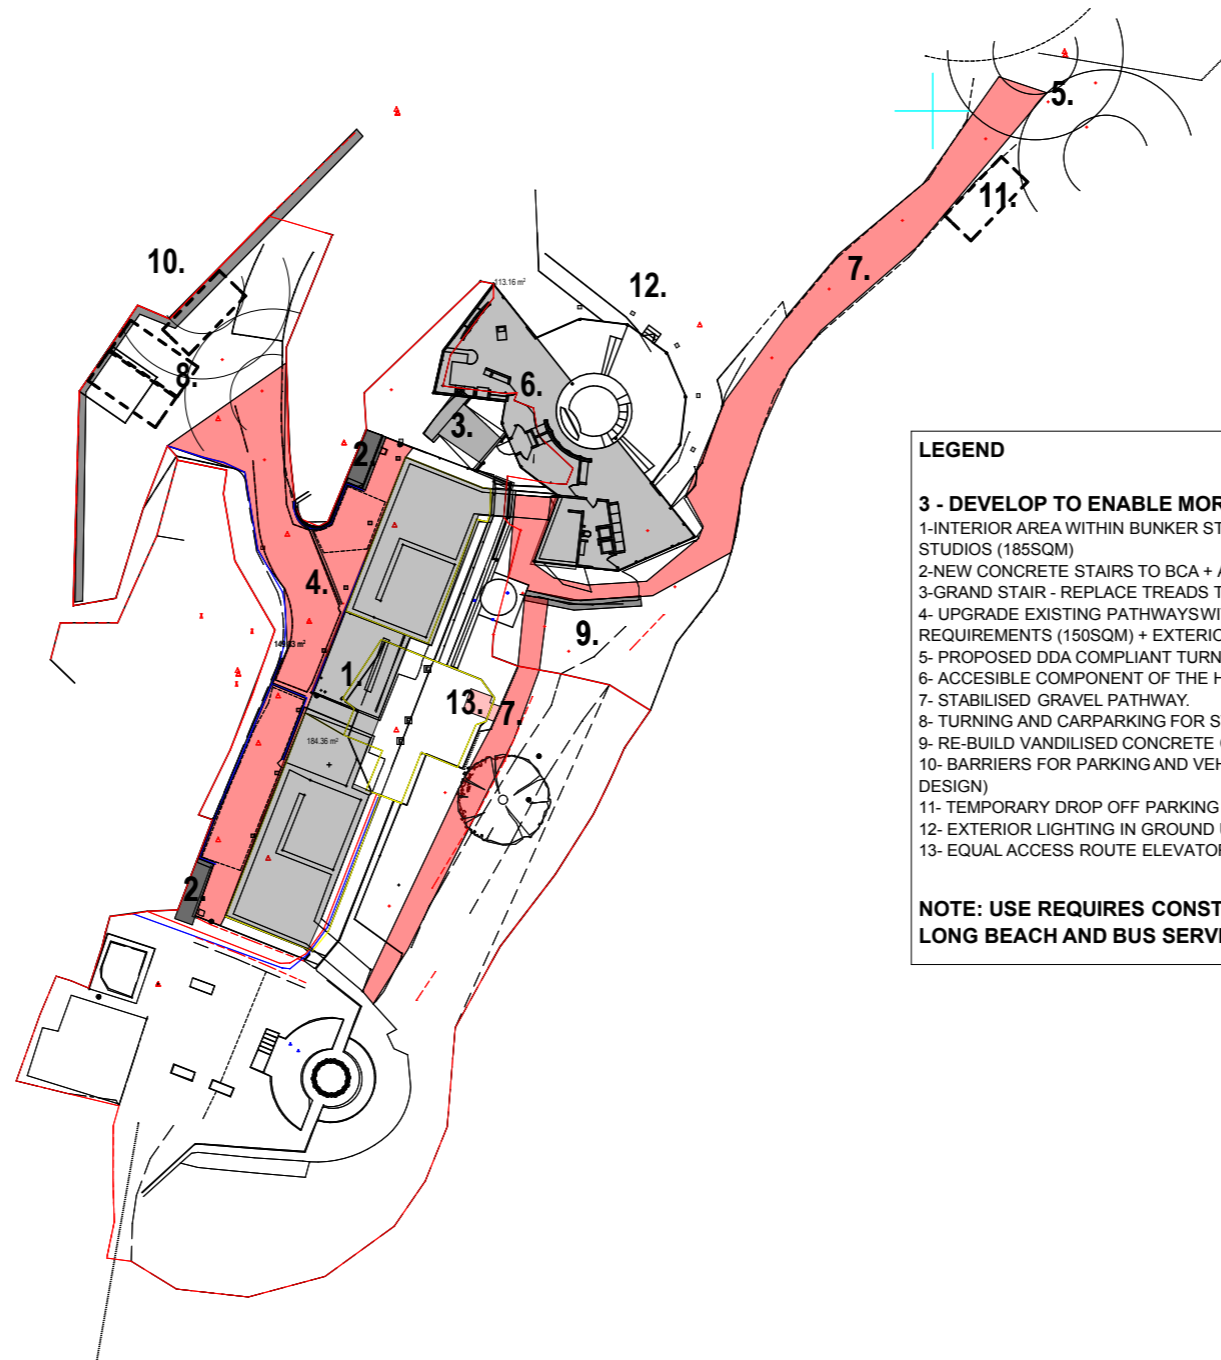 5.
11.
10.
7.
12.
113.16 m²
8.
6.
3.
2.
4.
9.
149.83 m²
1.
13.
7.
184.36 m²
2.
LEGEND
3 - DEVELOP TO ENABLE MOR
1-INTERIOR AREA WITHIN BUNKER ST
STUDIOS (185SQM)
2-NEW CONCRETE STAIRS TO BCA + A
3-GRAND STAIR - REPLACE TREADS T
4- UPGRADE EXISTING PATHWAYSWI
REQUIREMENTS (150SQM) + EXTERIO
5- PROPOSED DDA COMPLIANT TURN
6- ACCESIBLE COMPONENT OF THE H
7- STABILISED GRAVEL PATHWAY.
8- TURNING AND CARPARKING FOR S
9- RE-BUILD VANDILISED CONCRETE
10- BARRIERS FOR PARKING AND VEH
DESIGN)
11- TEMPORARY DROP OFF PARKING
12- EXTERIOR LIGHTING IN GROUND
13- EQUAL ACCESS ROUTE ELEVATOR
NOTE: USE REQUIRES CONST
LONG BEACH AND BUS SERVI